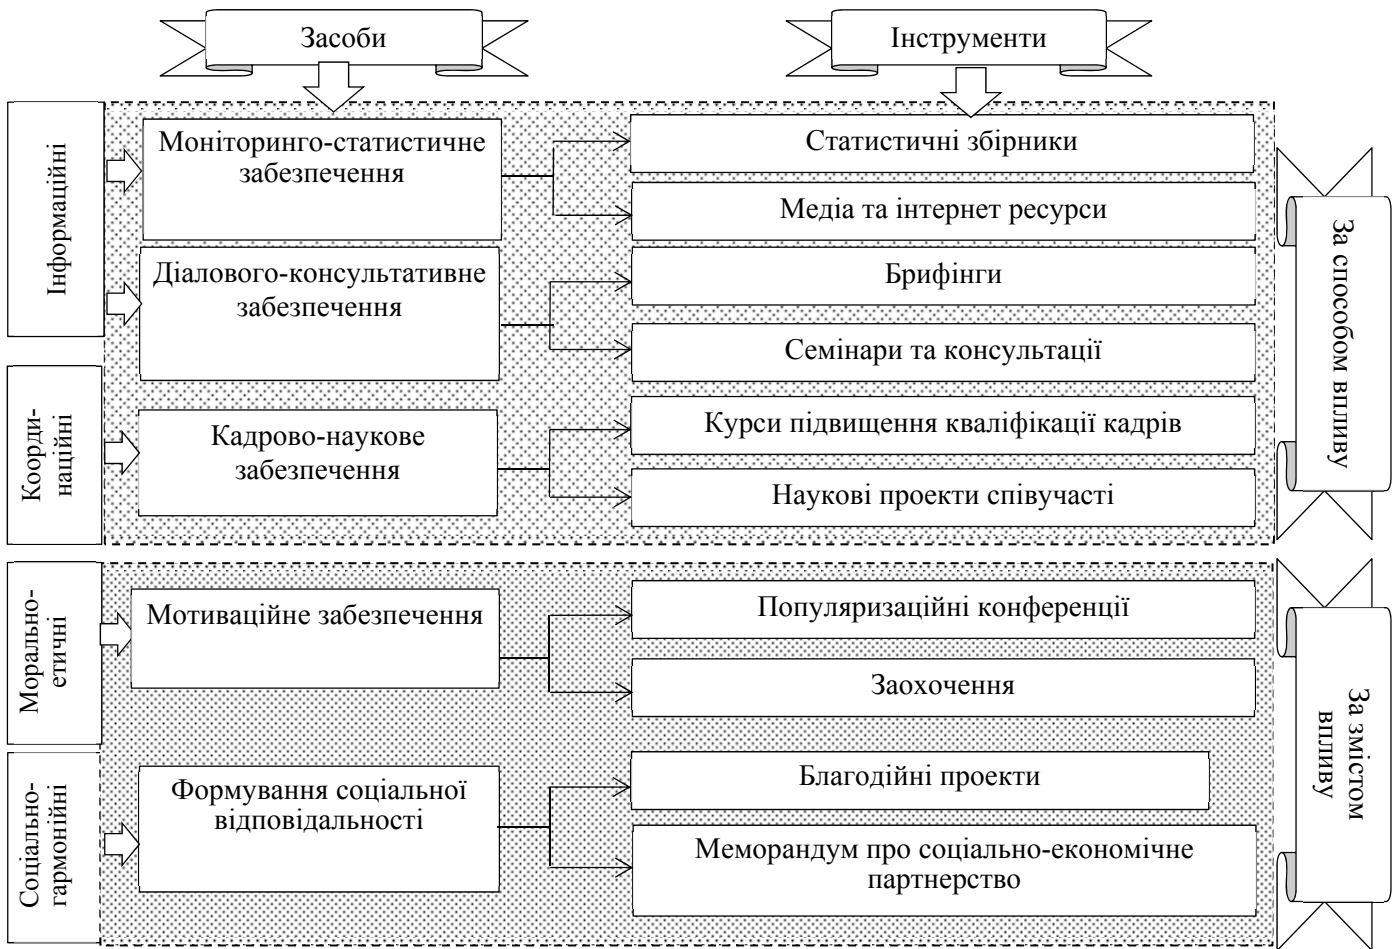 Засоби
Інструменти
Інформаційні
Моніторинго-статистичне
забезпечення
Статистичні збірники
Медіа та інтернет ресурси
Діалового-консультативне
забезпечення
Брифінги
Семінари та консультації
Коорди-
наційні
Кадрово-наукове
забезпечення
Курси підвищення кваліфікації кадрів
Наукові проекти співучасті
За способом впливу
Морально-
етичні
Мотиваційне забезпечення
Популяризаційні конференції
Заохочення
Соціально-
гармонійні
Формування соціальної
відповідальності
Благодійні проекти
Меморандум про соціально-економічне
партнерство
За змістом
впливу